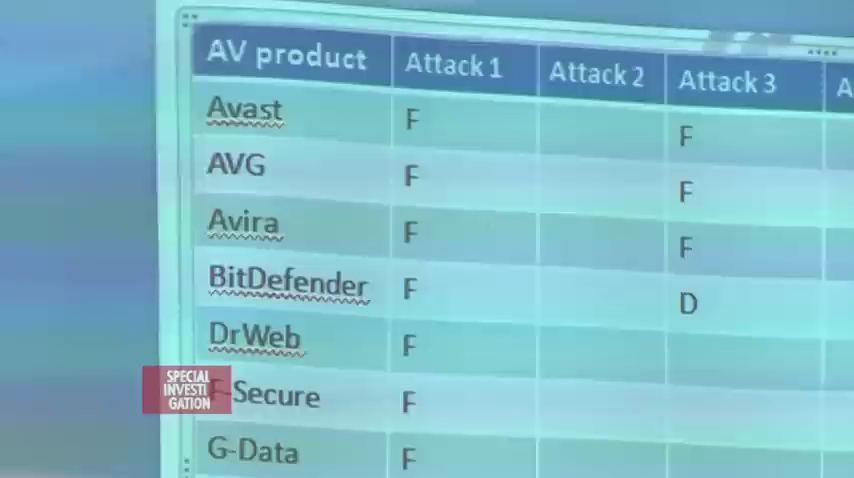 AV product Attack 1 Attack 2 Attack 3 A
Avast F F
AVG F F
Avira F F
BitDefender F D
DrWeb F
F-Secure F
G-Data F
SPECIAL
INVESTI
GATION